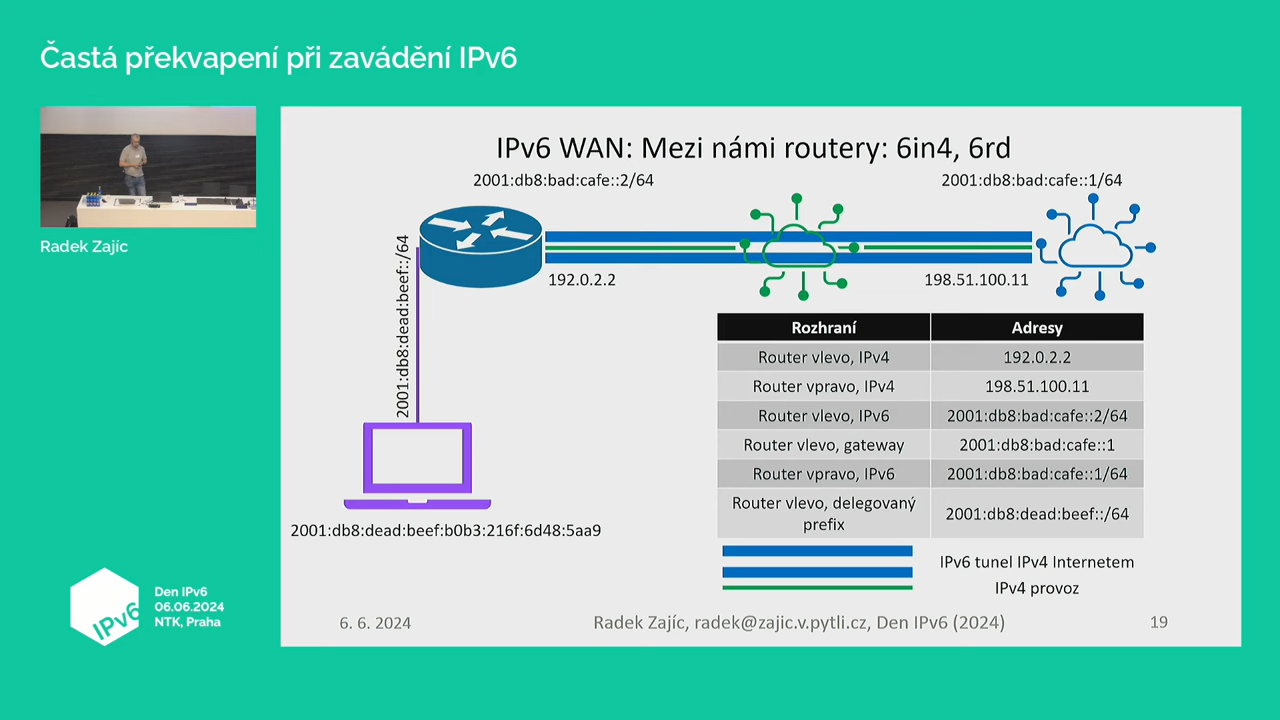 Častá překvapení při zavádění IPv6
Radek Zajíc
IPv6 WAN: Mezi námi routery: 6in4, 6rd
2001:db8:bad:cafe::2/64
2001:db8:bad:cafe::1/64
192.0.2.2
198.51.100.11
2001:db8:dead:beef::/64
2001:db8:dead:beef:b0b3:216f:6d48:5aa9
Rozhraní Adresy
Router vlevo, IPv4 192.0.2.2
Router vpravo, IPv4 198.51.100.11
Router vlevo, IPv6 2001:db8:bad:cafe::2/64
Router vlevo, gateway 2001:db8:bad:cafe::1
Router vpravo, IPv6 2001:db8:bad:cafe::1/64
Router vlevo, delegovaný
prefix 2001:db8:dead:beef::/64
IPv6 tunel IPv4 Internetem
IPv4 provoz
6. 6. 2024
Radek Zajíc, radek@zajic.v.pytli.cz, Den IPv6 (2024)
19
IPv6
Den IPv6
06.06.2024
NTK, Praha